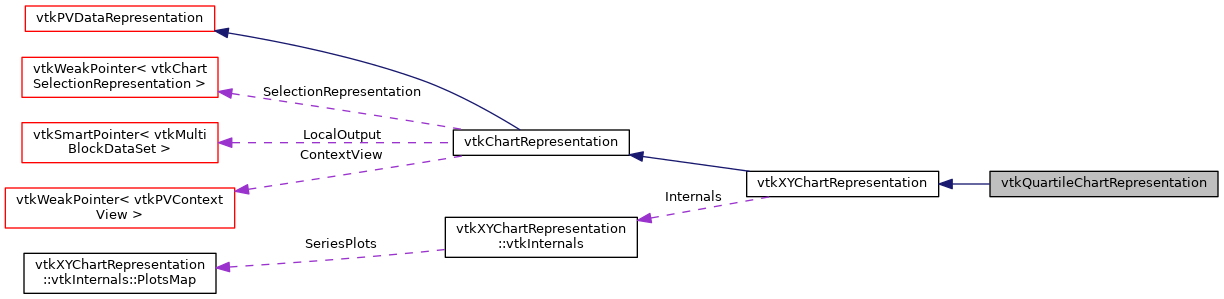 vtkPVDataRepresentation
vtkWeakPointer< vtkChart
SelectionRepresentation >
SelectionRepresentation
vtkSmartPointer< vtkMulti
BlockDataSet >
LocalOutput
ContextView
vtkChartRepresentation
vtkWeakPointer< vtkPVContext
View >
vtkXYChartRepresentation
vtkQuartileChartRepresentation
Internals
vtkXYChartRepresentation
::vtkInternals
SeriesPlots
vtkXYChartRepresentation
::vtkInternals::PlotsMap